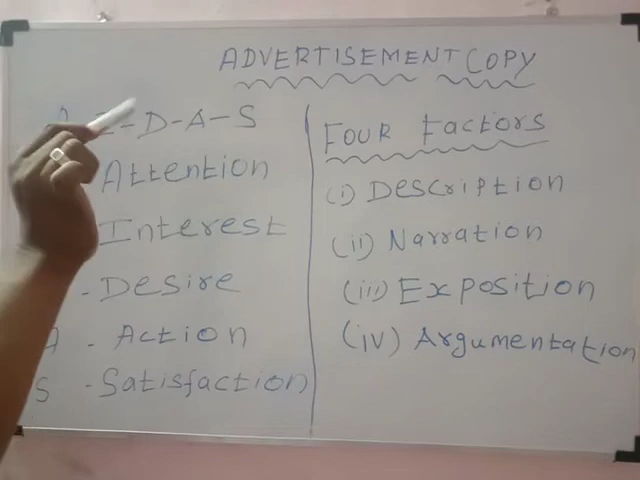 ADVERTISEMENT COPY
A-I-D-A-S
Attention
Interest
- Desire
A - Action
S - Satisfaction
Four Factors
(i) Description
(ii) Narration
(iii) Exposition
(iv) Argumentation